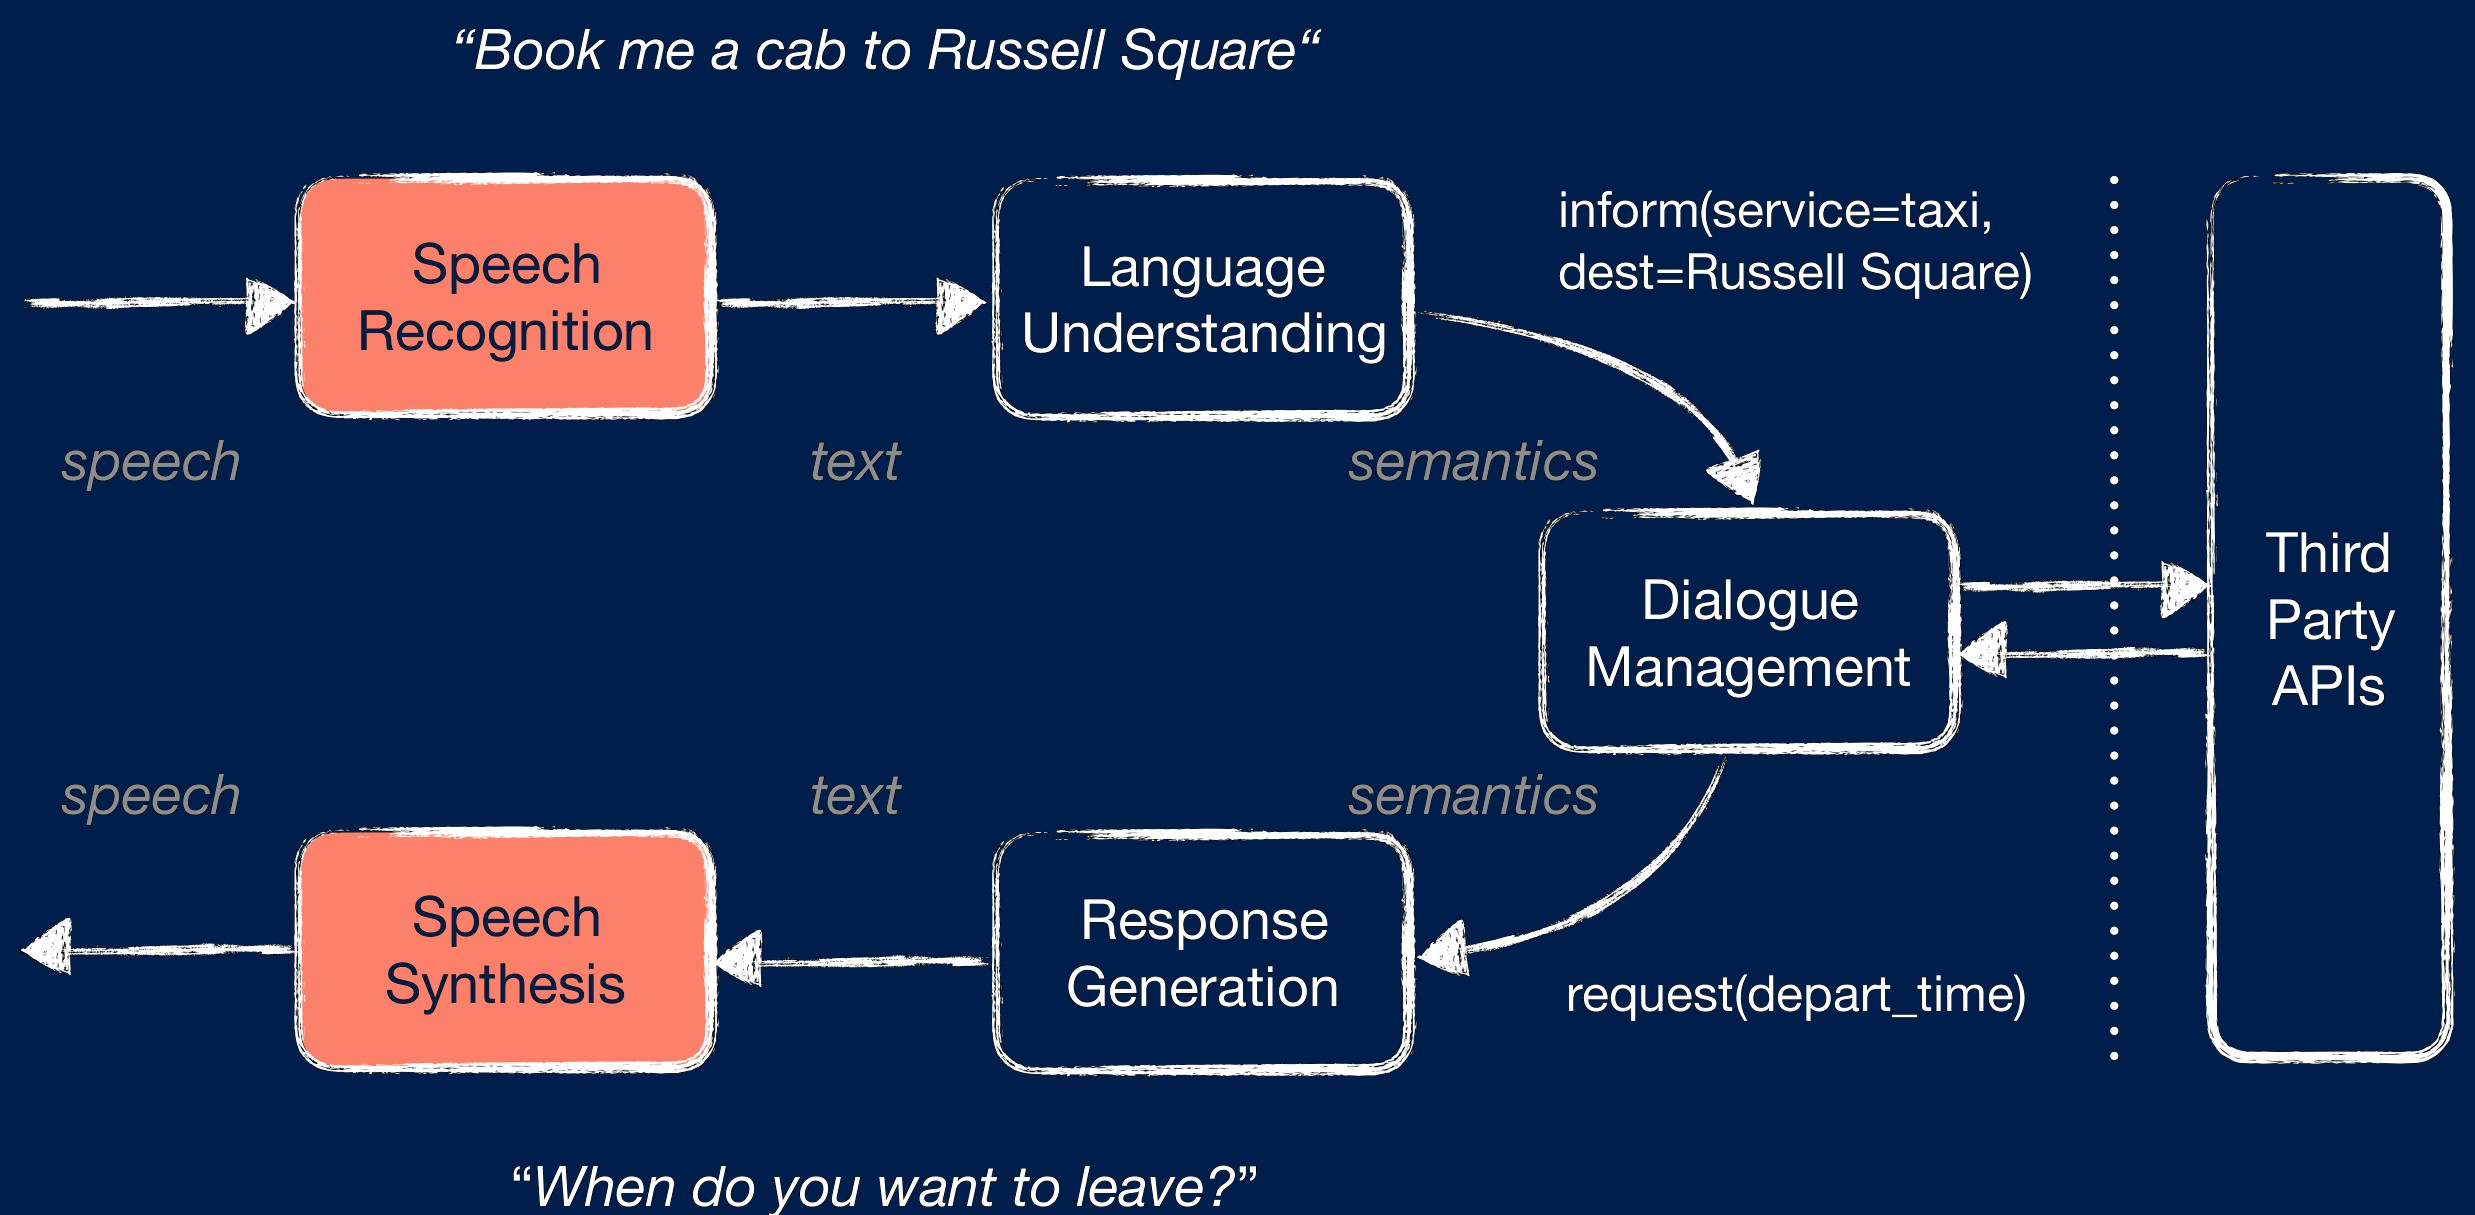 “Book me a cab to Russell Square“
Speech
Recognition
Language
Understanding
inform(service=taxi,
dest=Russell Square)
speech
text
semantics
Dialogue
Management
Third
Party
APIs
speech
text
semantics
Speech
Synthesis
Response
Generation
request(depart_time)
“When do you want to leave?”